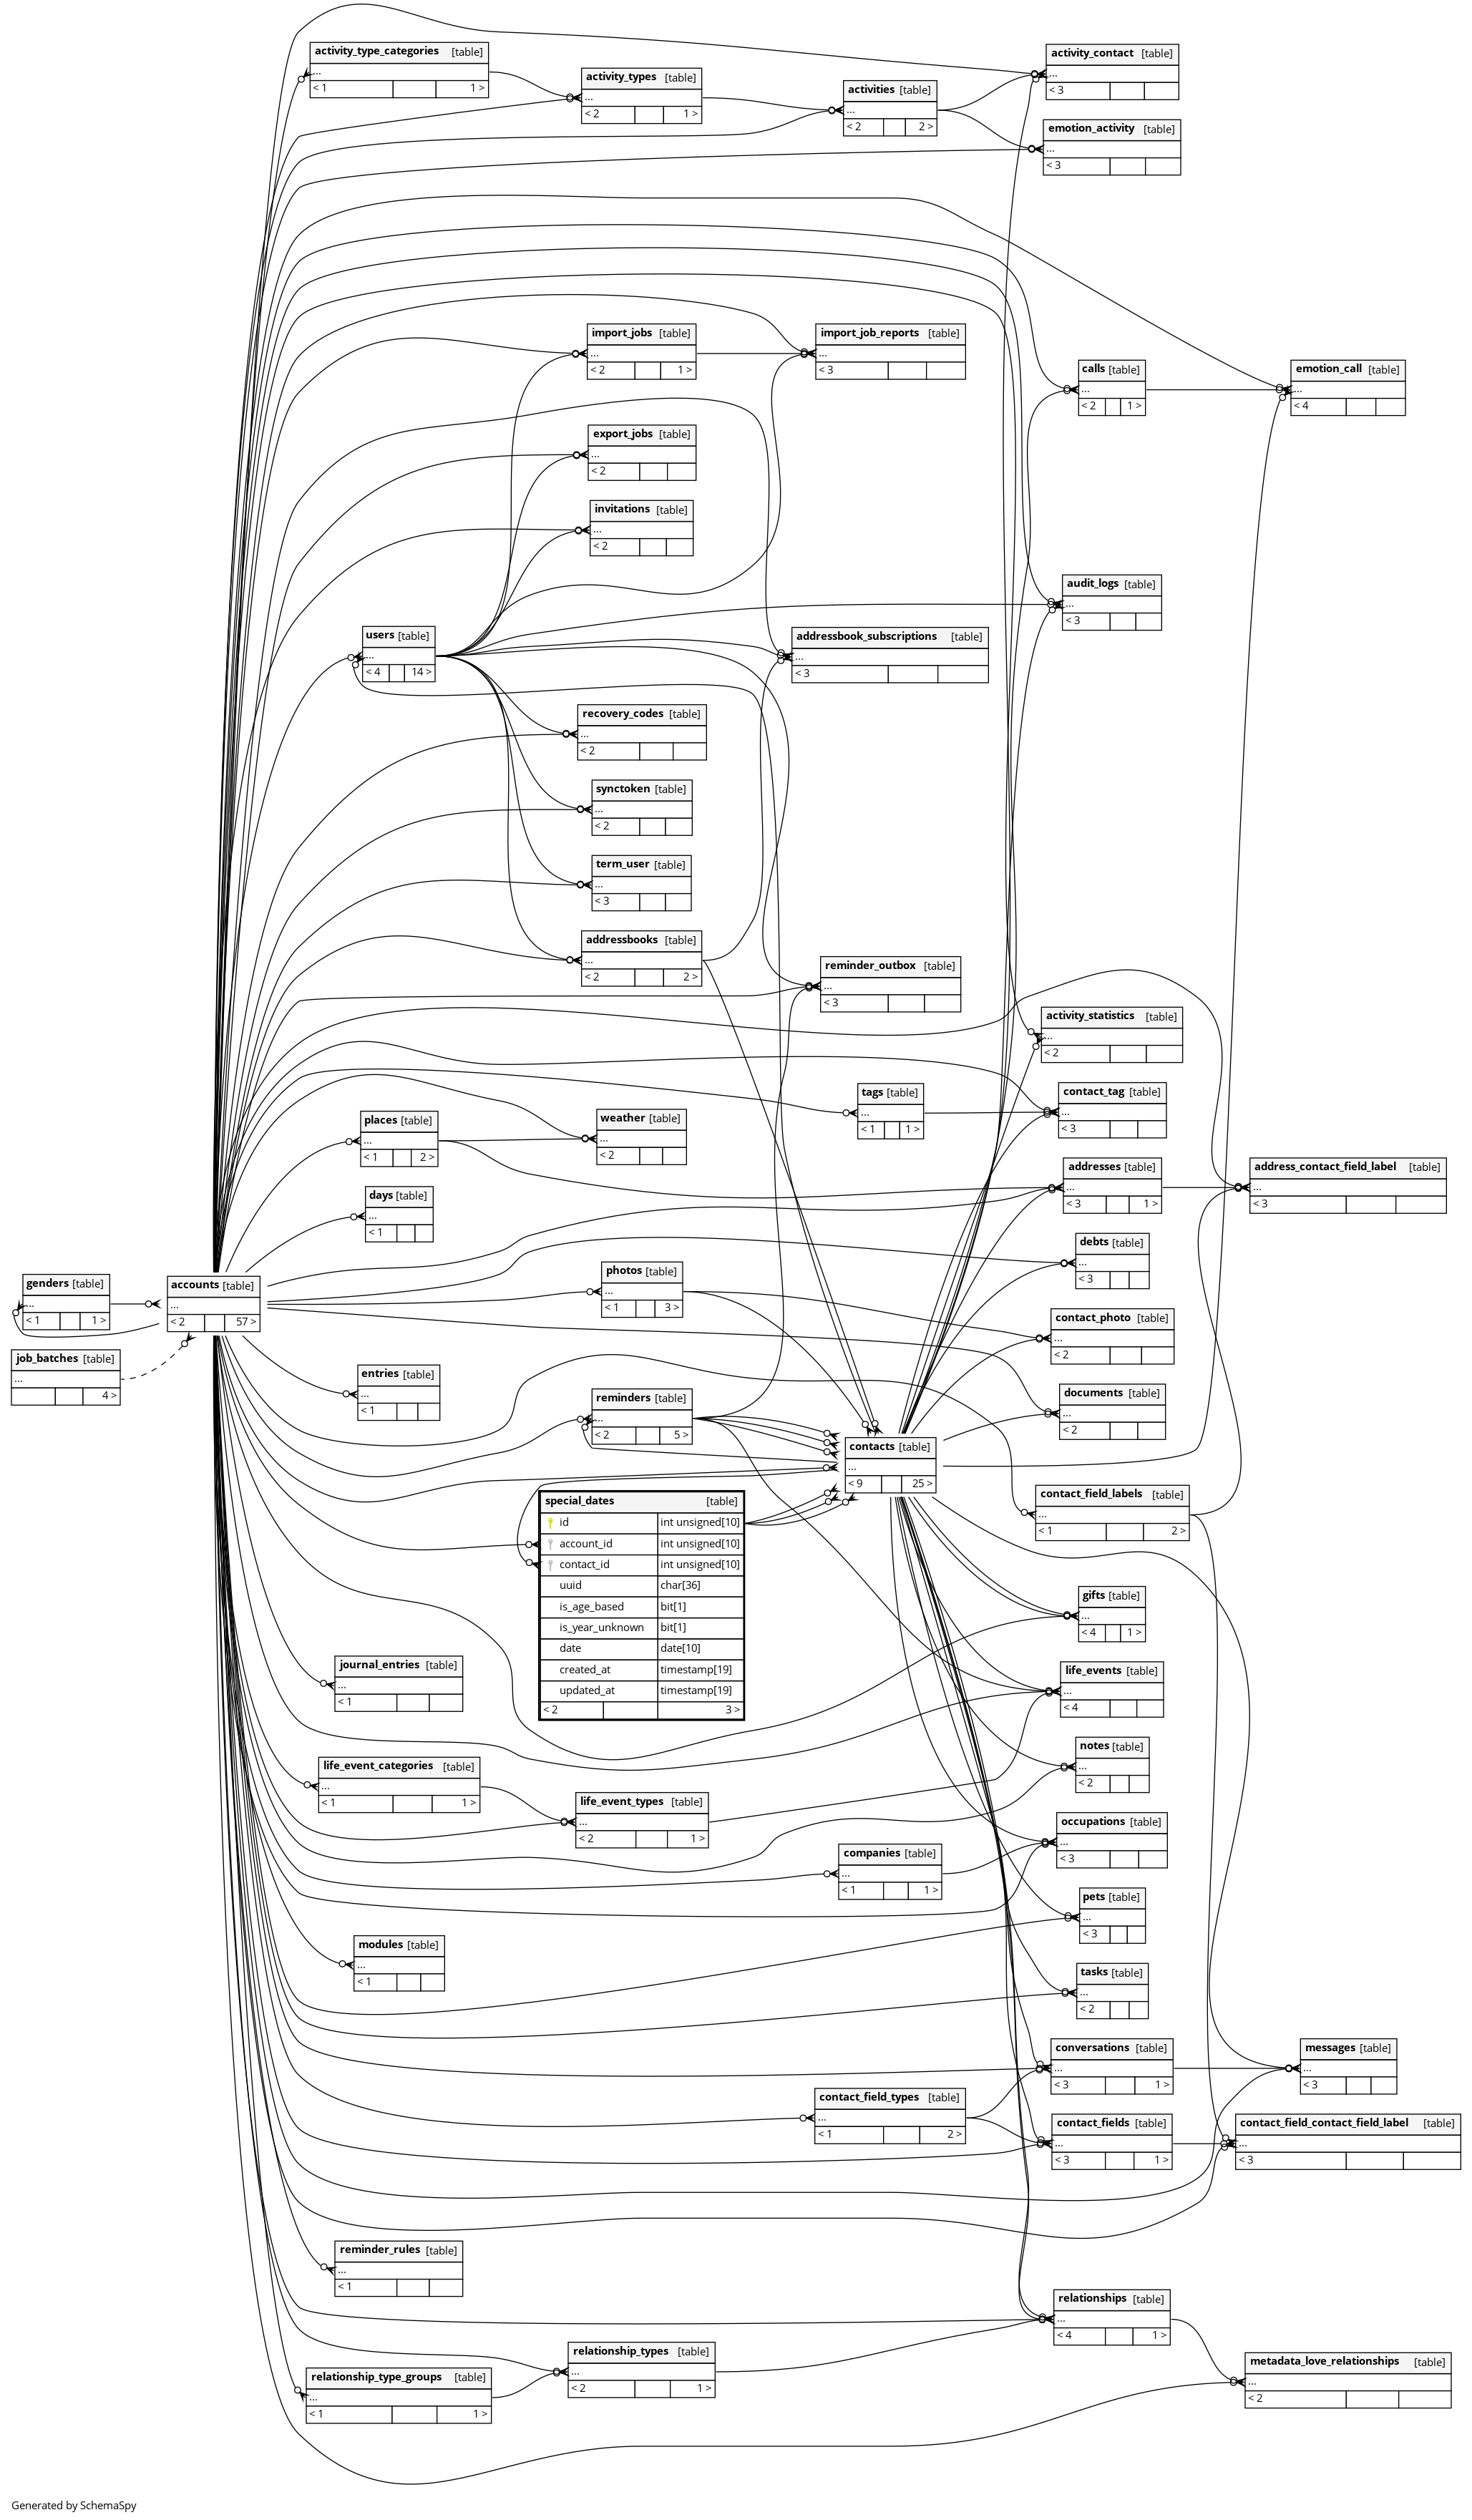 activity_type_categories [table]
...
< 1 1 >
activity_types [table]
...
< 2 1 >
activities [table]
...
< 2 2 >
activity_contact [table]
...
< 3
emotion_activity [table]
...
< 3
import_jobs [table]
...
< 2 1 >
import_job_reports [table]
...
< 3
calls [table]
...
< 2 1 >
emotion_call [table]
...
< 4
export_jobs [table]
...
< 2
invitations [table]
...
< 2
audit_logs [table]
...
< 3
users [table]
...
< 4 14 >
addressbook_subscriptions [table]
...
< 3
recovery_codes [table]
...
< 2
synctoken [table]
...
< 2
term_user [table]
...
< 3
addressbooks [table]
...
< 2 2 >
reminder_outbox [table]
...
< 3
activity_statistics [table]
...
< 2
tags [table]
...
< 1 1 >
contact_tag [table]
...
< 3
places [table]
...
< 1 2 >
weather [table]
...
< 2
addresses [table]
...
< 3 1 >
address_contact_field_label [table]
...
< 3
days [table]
...
< 1
debts [table]
...
< 3
genders [table]
...
< 1 1 >
accounts [table]
...
< 2 57 >
photos [table]
...
< 1 3 >
contact_photo [table]
...
< 2
job_batches [table]
...
4 >
entries [table]
...
< 1
reminders [table]
...
< 2 5 >
documents [table]
...
< 2
contacts [table]
...
< 9 25 >
contact_field_labels [table]
...
< 1 2 >
special_dates [table]
id int unsigned[10]
account_id int unsigned[10]
contact_id int unsigned[10]
uuid char[36]
is_age_based bit[1]
is_year_unknown bit[1]
date date[10]
created_at timestamp[19]
updated_at timestamp[19]
< 2 3 >
gifts [table]
...
< 4 1 >
journal_entries [table]
...
< 1
life_events [table]
...
< 4
notes [table]
...
< 2
life_event_categories [table]
...
< 1 1 >
life_event_types [table]
...
< 2 1 >
occupations [table]
...
< 3
companies [table]
...
< 1 1 >
pets [table]
...
< 3
modules [table]
...
< 1
tasks [table]
...
< 2
conversations [table]
...
< 3 1 >
messages [table]
...
< 3
contact_field_types [table]
...
< 1 2 >
contact_fields [table]
...
< 3 1 >
contact_field_contact_field_label [table]
...
< 3
reminder_rules [table]
...
< 1
relationships [table]
...
< 4 1 >
relationship_types [table]
...
< 2 1 >
metadata_love_relationships [table]
...
< 2
relationship_type_groups [table]
...
< 1 1 >
Generated by SchemaSpy